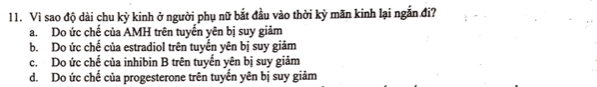 11. Vì sao độ dài chu kỳ kinh ở người phụ nữ bắt đầu vào thời kỳ mãn kinh lại ngắn đi?
a. Do ức chế của AMH trên tuyến yên bị suy giảm
b. Do ức chế của estradiol trên tuyến yên bị suy giảm
c. Do ức chế của inhibin B trên tuyến yên bị suy giảm
d. Do ức chế của progesterone trên tuyến yên bị suy giảm